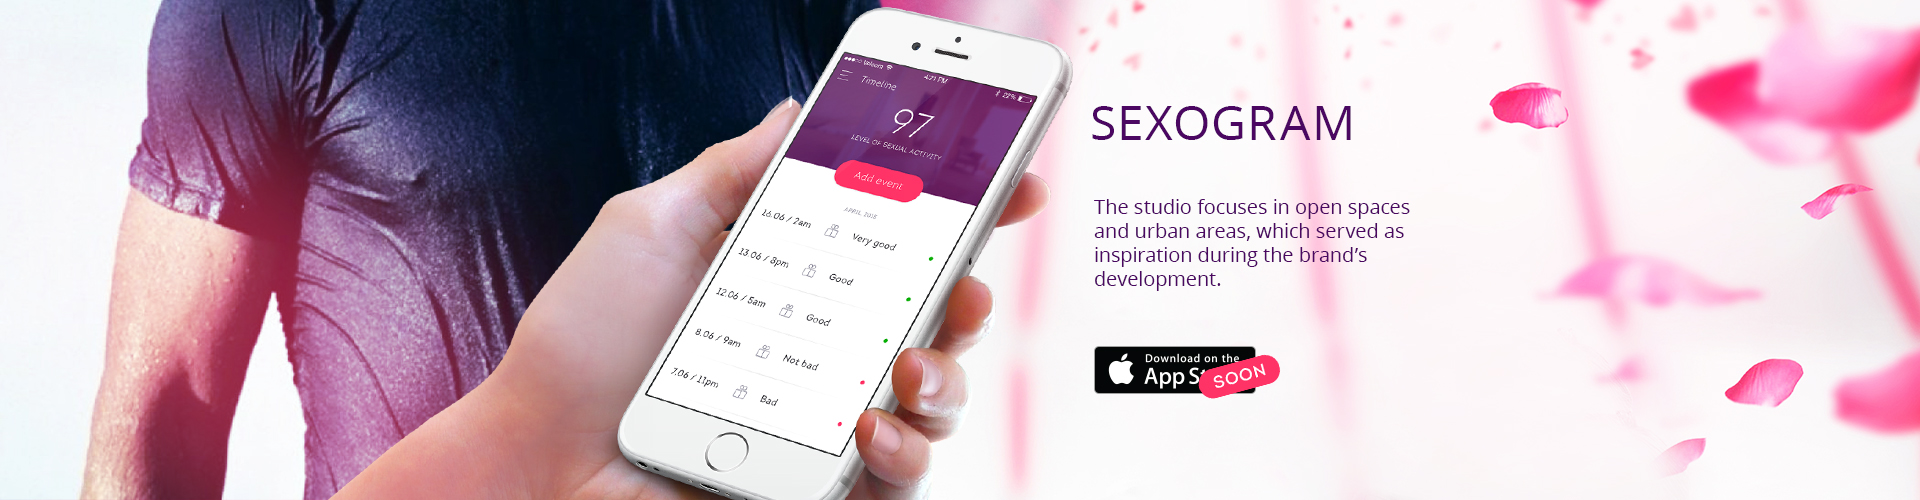 Velcom
4:21 PM
22%
Timeline
97
LEVEL OF SEXUAL ACTIVITY
Add event
APRIL 2015
16.06 / 2am Very good
13.06 / 8pm Good
12.06 / 5am Good
8.06 / 9am Not bad
7.06 / 11pm Bad
SEXOGRAM
The studio focuses in open spaces
and urban areas, which served as
inspiration during the brand’s
development.
Download on the
App St
SOON